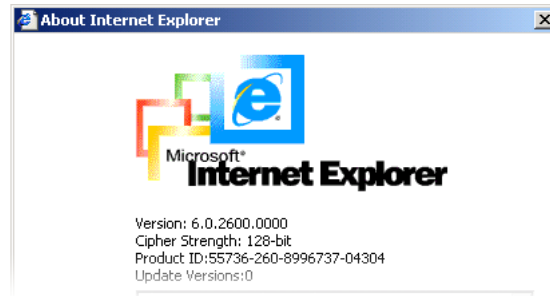 About Internet Explorer
Microsoft®
Internet Explorer
Version: 6.0.2600.0000
Cipher Strength: 128-bit
Product ID:55736-260-8996737-04304
Update Versions:0